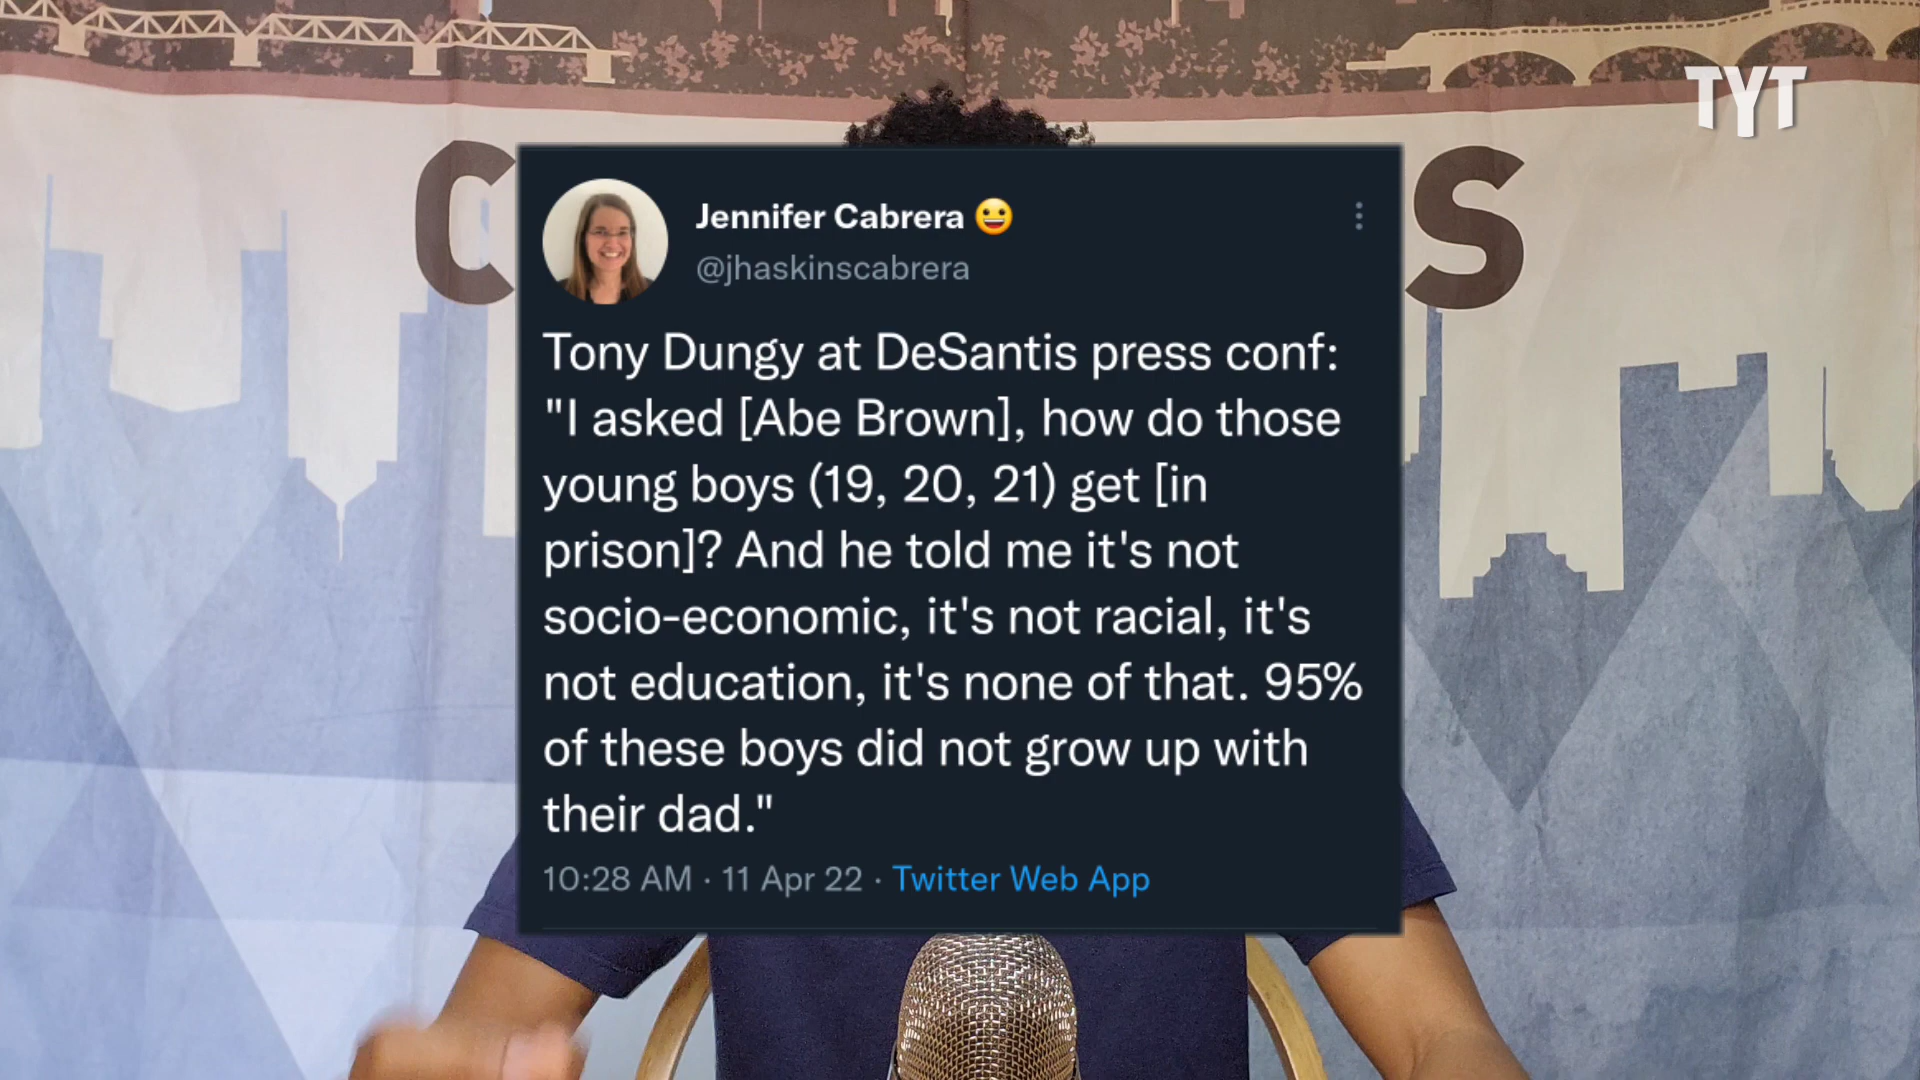 TYT
C
S
Jennifer Cabrera 😀
@jhaskinscabrera
Tony Dungy at DeSantis press conf:
"I asked [Abe Brown], how do those
young boys (19, 20, 21) get [in
prison]? And he told me it's not
socio-economic, it's not racial, it's
not education, it's none of that. 95%
of these boys did not grow up with
their dad."
10:28 AM · 11 Apr 22 · Twitter Web App